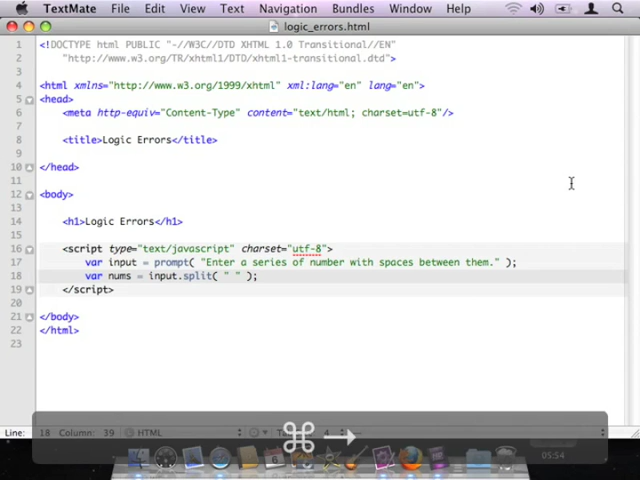 TextMate File Edit View Text Navigation Bundles Window Help
logic_errors.html
1 <!DOCTYPE html PUBLIC "-//W3C//DTD XHTML 1.0 Transitional//EN"
2 "http://www.w3.org/TR/xhtml1/DTD/xhtml1-transitional.dtd">
3
4 <html xmlns="http://www.w3.org/1999/xhtml" xml:lang="en" lang="en">
5 <head>
6 <meta http-equiv="Content-Type" content="text/html; charset=utf-8"/>
7
8 <title>Logic Errors</title>
9
10 </head>
11
12 <body>
13
14 <h1>Logic Errors</h1>
15
16 <script type="text/javascript" charset="utf-8">
17 var input = prompt( "Enter a series of number with spaces between them." );
18 var nums = input.split( " " );
19 </script>
20
21 </body>
22 </html>
23
Line: 18 Column: 39 HTML 4
⌘ →
6
05:54